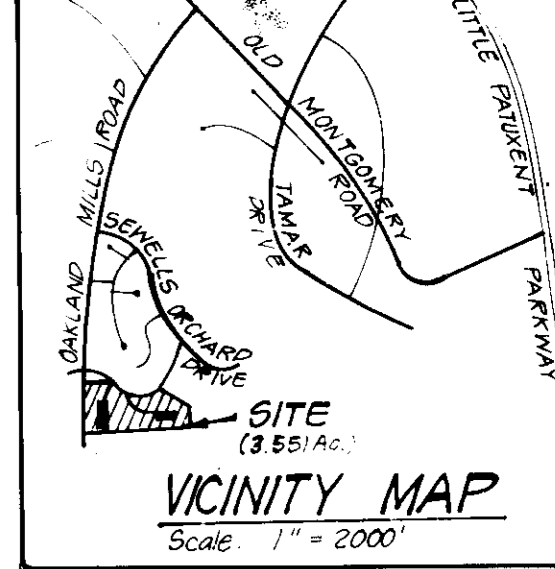 LITTLE PATUXENT
PARKWAY
OLD
MONTGOMERY
ROAD
TAMAR
DRIVE
OAKLAND MILLS ROAD
SEWELLS ORCHARD
DRIVE
SITE
(3.551 Ac.)
VICINITY MAP
Scale. 1" = 2000'